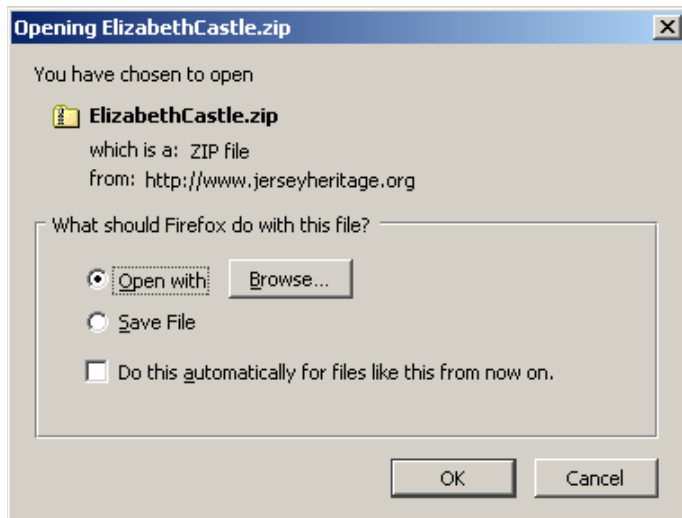 Opening ElizabethCastle.zip
You have chosen to open
ElizabethCastle.zip
which is a: ZIP file
from: http://www.jerseyheritage.org
What should Firefox do with this file?
Open with Browse...
Save File
Do this automatically for files like this from now on.
OK Cancel